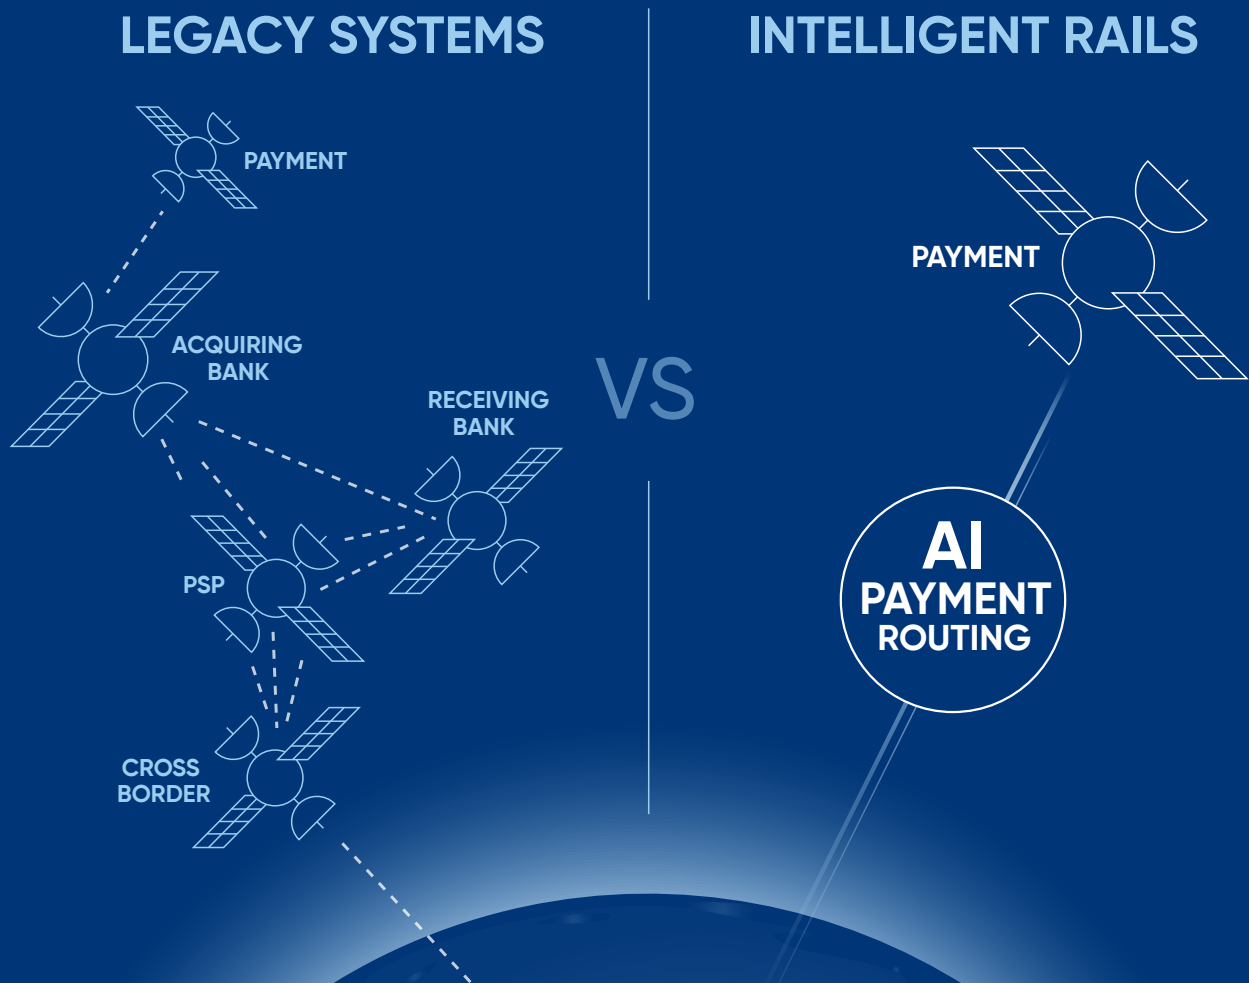 LEGACY SYSTEMS
PAYMENT
ACQUIRING
BANK
RECEIVING
BANK
PSP
CROSS
BORDER
VS
INTELLIGENT RAILS
PAYMENT
AI
PAYMENT
ROUTING